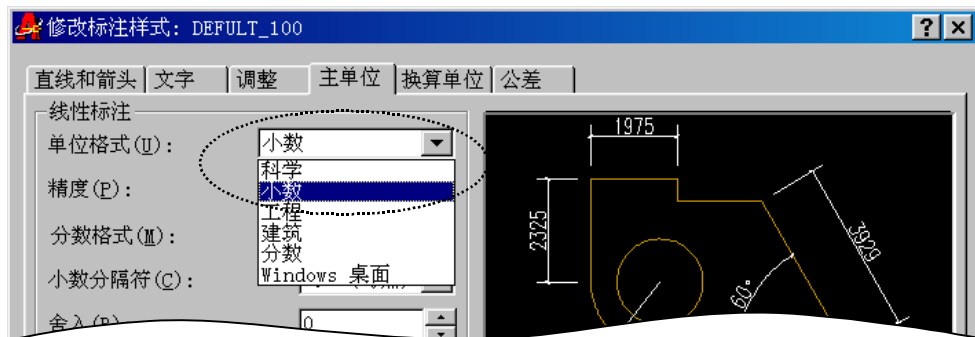 修改标注样式: DEFULT_100
直线和箭头 文字 调整 主单位 换算单位 公差
线性标注
单位格式(U): 小数
科学
精度(P): 小数
工程
分数格式(M): 建筑
分数
小数分隔符(C): Windows 桌面
舍入(R) 0
1975
2325
3929
60°